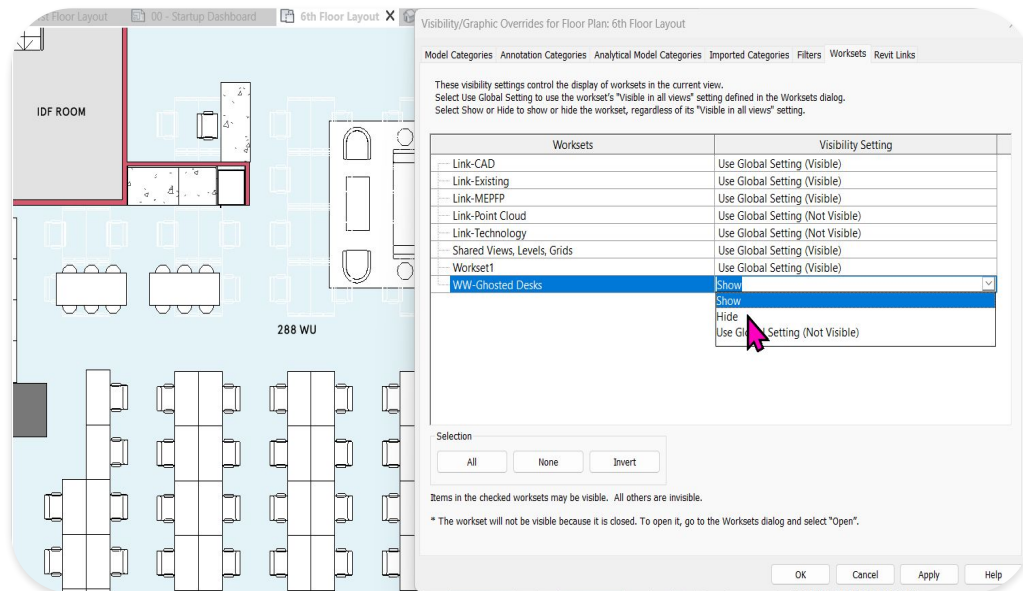 Floor Layout
00 - Startup Dashboard
6th Floor Layout X
IDF ROOM
288 WU
Visibility/Graphic Overrides for Floor Plan: 6th Floor Layout
Model Categories Annotation Categories Analytical Model Categories Imported Categories Filters Worksets Revit Links
These visibility settings control the display of worksets in the current view.
Select Use Global Setting to use the workset's "Visible in all views" setting defined in the Worksets dialog.
Select Show or Hide to show or hide the workset, regardless of its "Visible in all views" setting.
Worksets Visibility Setting
Link-CAD Use Global Setting (Visible)
Link-Existing Use Global Setting (Visible)
Link-MEPFP Use Global Setting (Visible)
Link-Point Cloud Use Global Setting (Not Visible)
Link-Technology Use Global Setting (Not Visible)
Shared Views, Levels, Grids Use Global Setting (Visible)
Workset1 Use Global Setting (Visible)
WW-Ghosted Desks Show
Show
Hide
Use Global Setting (Not Visible)
Selection
All None Invert
Items in the checked worksets may be visible. All others are invisible.
* The workset will not be visible because it is closed. To open it, go to the Worksets dialog and select "Open".
OK Cancel Apply Help